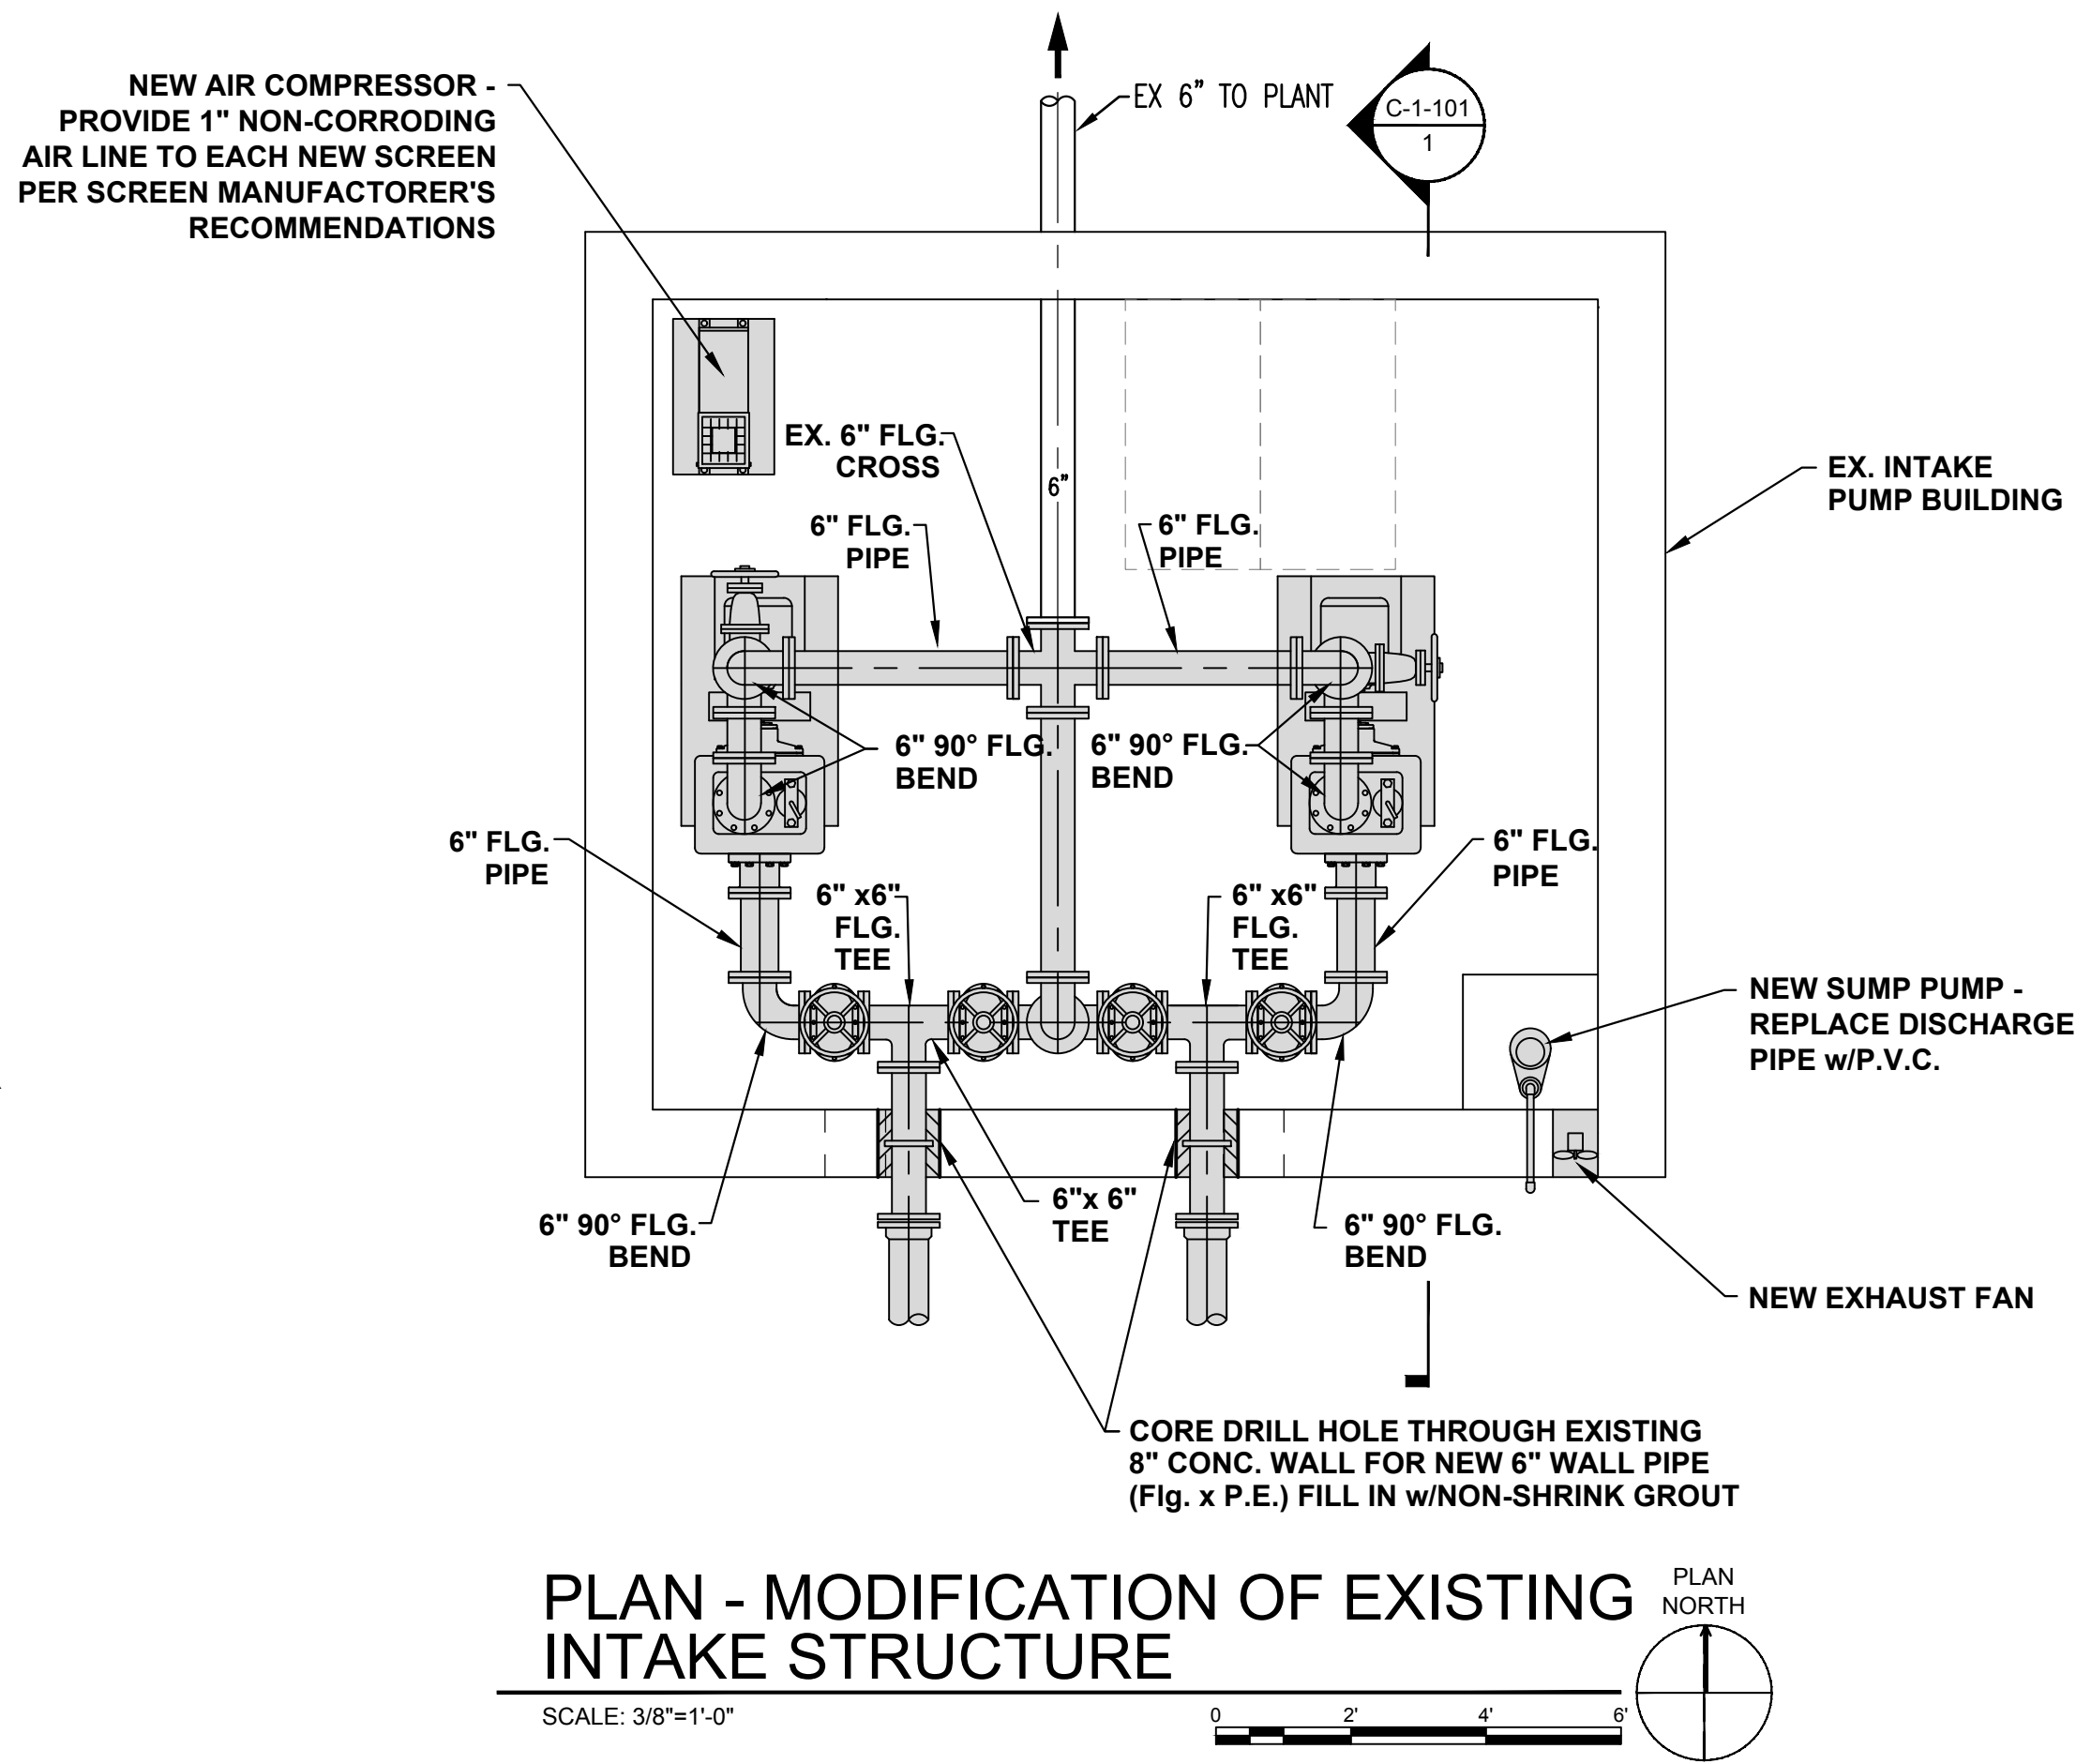 NEW AIR COMPRESSOR -
PROVIDE 1" NON-CORRODING
AIR LINE TO EACH NEW SCREEN
PER SCREEN MANUFACTORER'S
RECOMMENDATIONS
EX 6” TO PLANT
C-1-101
1
EX. 6" FLG.
CROSS
6”
EX. INTAKE
PUMP BUILDING
6" FLG.
PIPE
6" FLG.
PIPE
6" 90° FLG.
BEND
6" 90° FLG.
BEND
6" FLG.
PIPE
6" FLG.
PIPE
6" x6"
FLG.
TEE
6" x6"
FLG.
TEE
NEW SUMP PUMP -
REPLACE DISCHARGE
PIPE w/P.V.C.
6" 90° FLG.
BEND
6"x 6"
TEE
6" 90° FLG.
BEND
NEW EXHAUST FAN
CORE DRILL HOLE THROUGH EXISTING
8" CONC. WALL FOR NEW 6" WALL PIPE
(Flg. x P.E.) FILL IN w/NON-SHRINK GROUT
PLAN - MODIFICATION OF EXISTING
INTAKE STRUCTURE
PLAN
NORTH
SCALE: 3/8"=1'-0"
0 2' 4' 6'